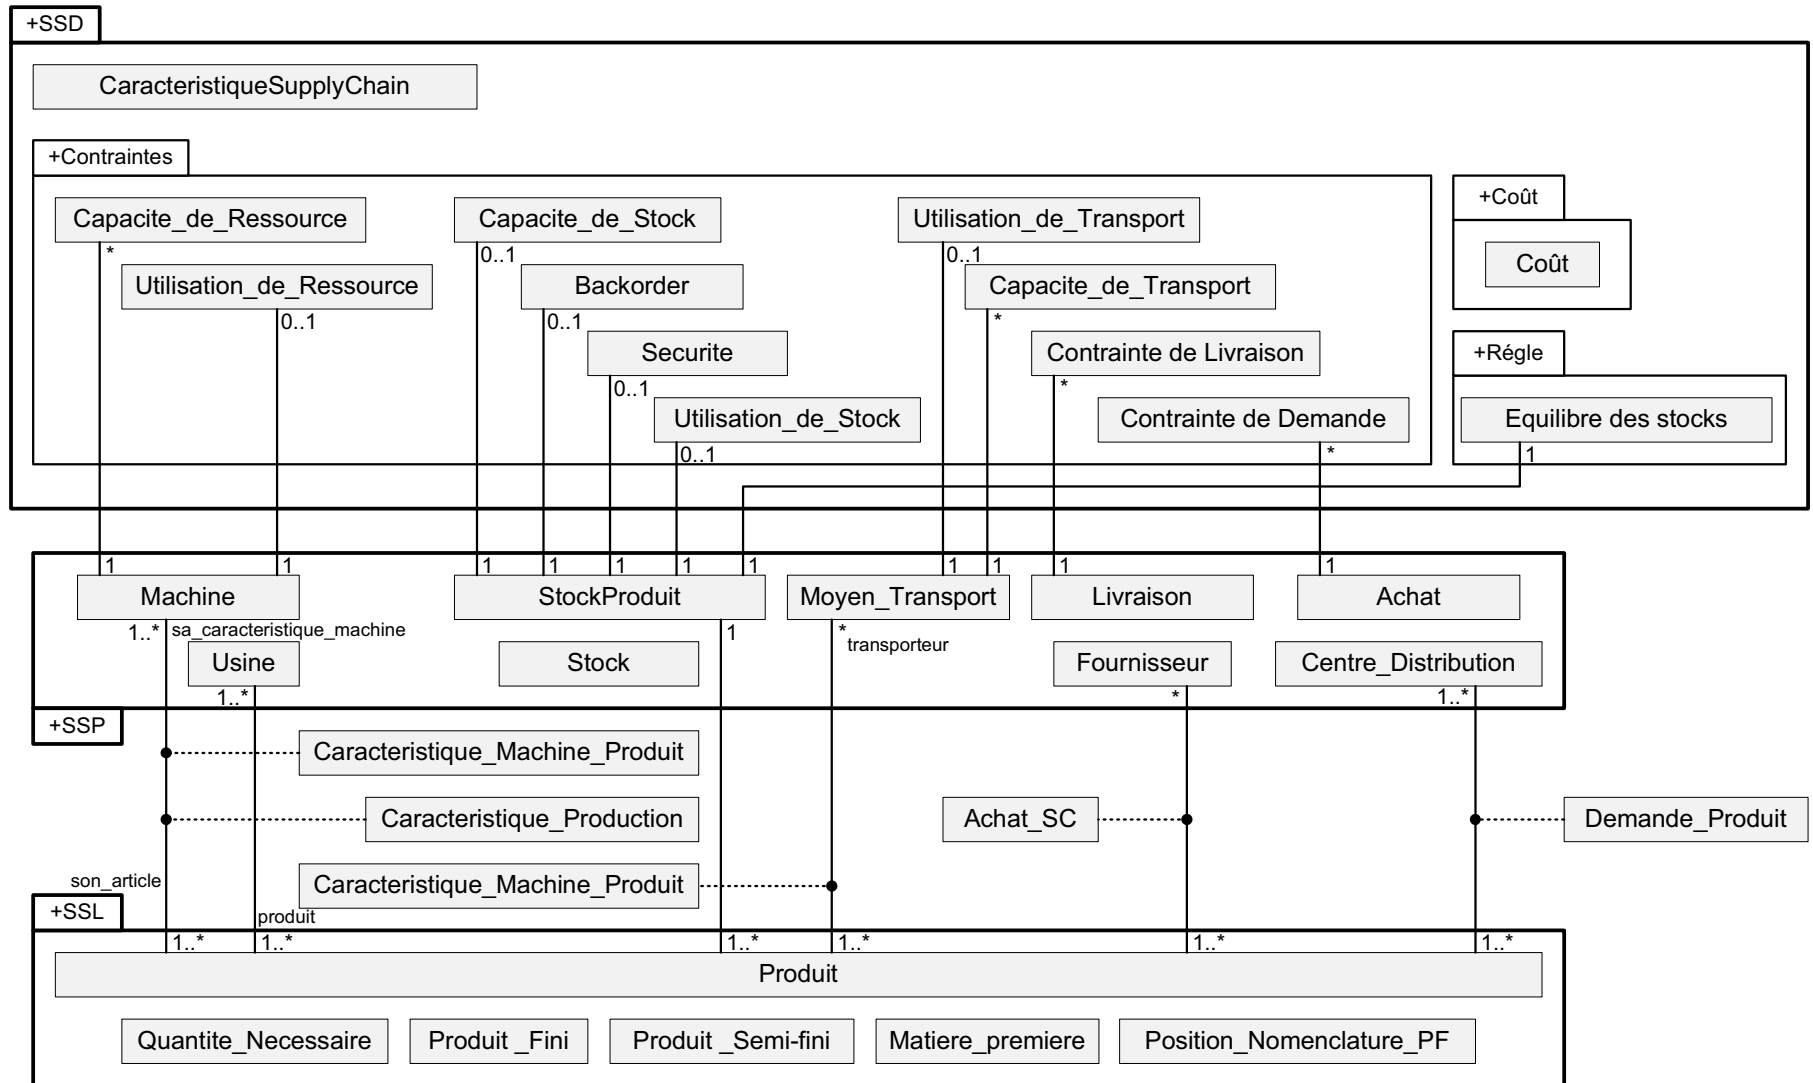 +SSD
CaracteristiqueSupplyChain
+Contraintes
+Coût
Capacite_de_Ressource
Capacite_de_Stock
Utilisation_de_Transport
*
0..1
0..1
Coût
Utilisation_de_Ressource
Backorder
Capacite_de_Transport
0..1
0..1
*
Securite
Contrainte de Livraison
+Régle
0..1
*
Utilisation_de_Stock
Contrainte de Demande
Equilibre des stocks
0..1
*
1
1
1
1
1
1
1
1
1
1
1
1
Machine
StockProduit
Moyen_Transport
Livraison
Achat
1..*
sa_caracteristique_machine
1
*
transporteur
Usine
Stock
Fournisseur
Centre_Distribution
1..*
*
1..*
+SSP
Caracteristique_Machine_Produit
Caracteristique_Production
Achat_SC
Demande_Produit
Caracteristique_Machine_Produit
son_article
+SSL
produit
1..*
1..*
1..*
1..*
1..*
1..*
Produit
Quantite_Necessaire
Produit _Fini
Produit _Semi-fini
Matiere_premiere
Position_Nomenclature_PF